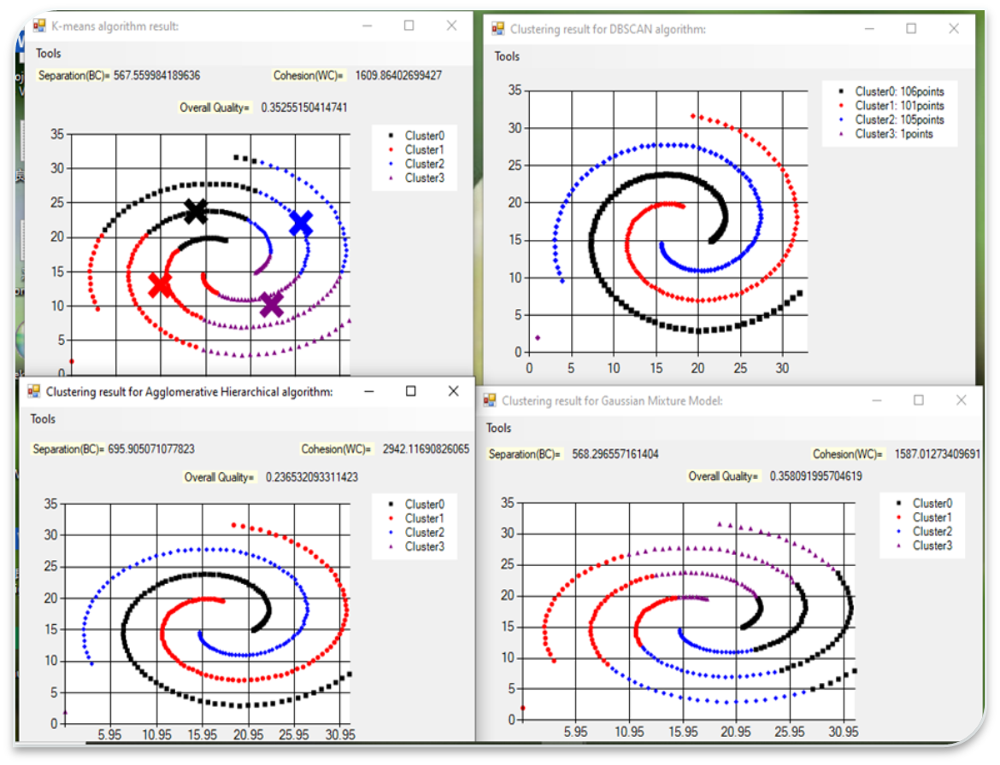 K-means algorithm result:
Tools
Separation(BC)= 567.559984189636 Cohesion(WC)= 1609.86402699427
Overall Quality= 0.35255150414741
35
30
25
20
15
10
5
0
Cluster0
Cluster1
Cluster2
Cluster3
Clustering result for DBSCAN algorithm:
Tools
35
30
25
20
15
10
5
0
0 5 10 15 20 25 30
Cluster0: 106points
Cluster1: 101points
Cluster2: 105points
Cluster3: 1points
Clustering result for Agglomerative Hierarchical algorithm:
Tools
Separation(BC)= 695.905071077823 Cohesion(WC)= 2942.11690826065
Overall Quality= 0.236532093311423
35
30
25
20
15
10
5
0
5.95 10.95 15.95 20.95 25.95 30.95
Cluster0
Cluster1
Cluster2
Cluster3
Clustering result for Gaussian Mixture Model:
Tools
Separation(BC)= 568.296557161404 Cohesion(WC)= 1587.01273409691
Overall Quality= 0.358091995704619
35
30
25
20
15
10
5
0
5.95 10.95 15.95 20.95 25.95 30.95
Cluster0
Cluster1
Cluster2
Cluster3